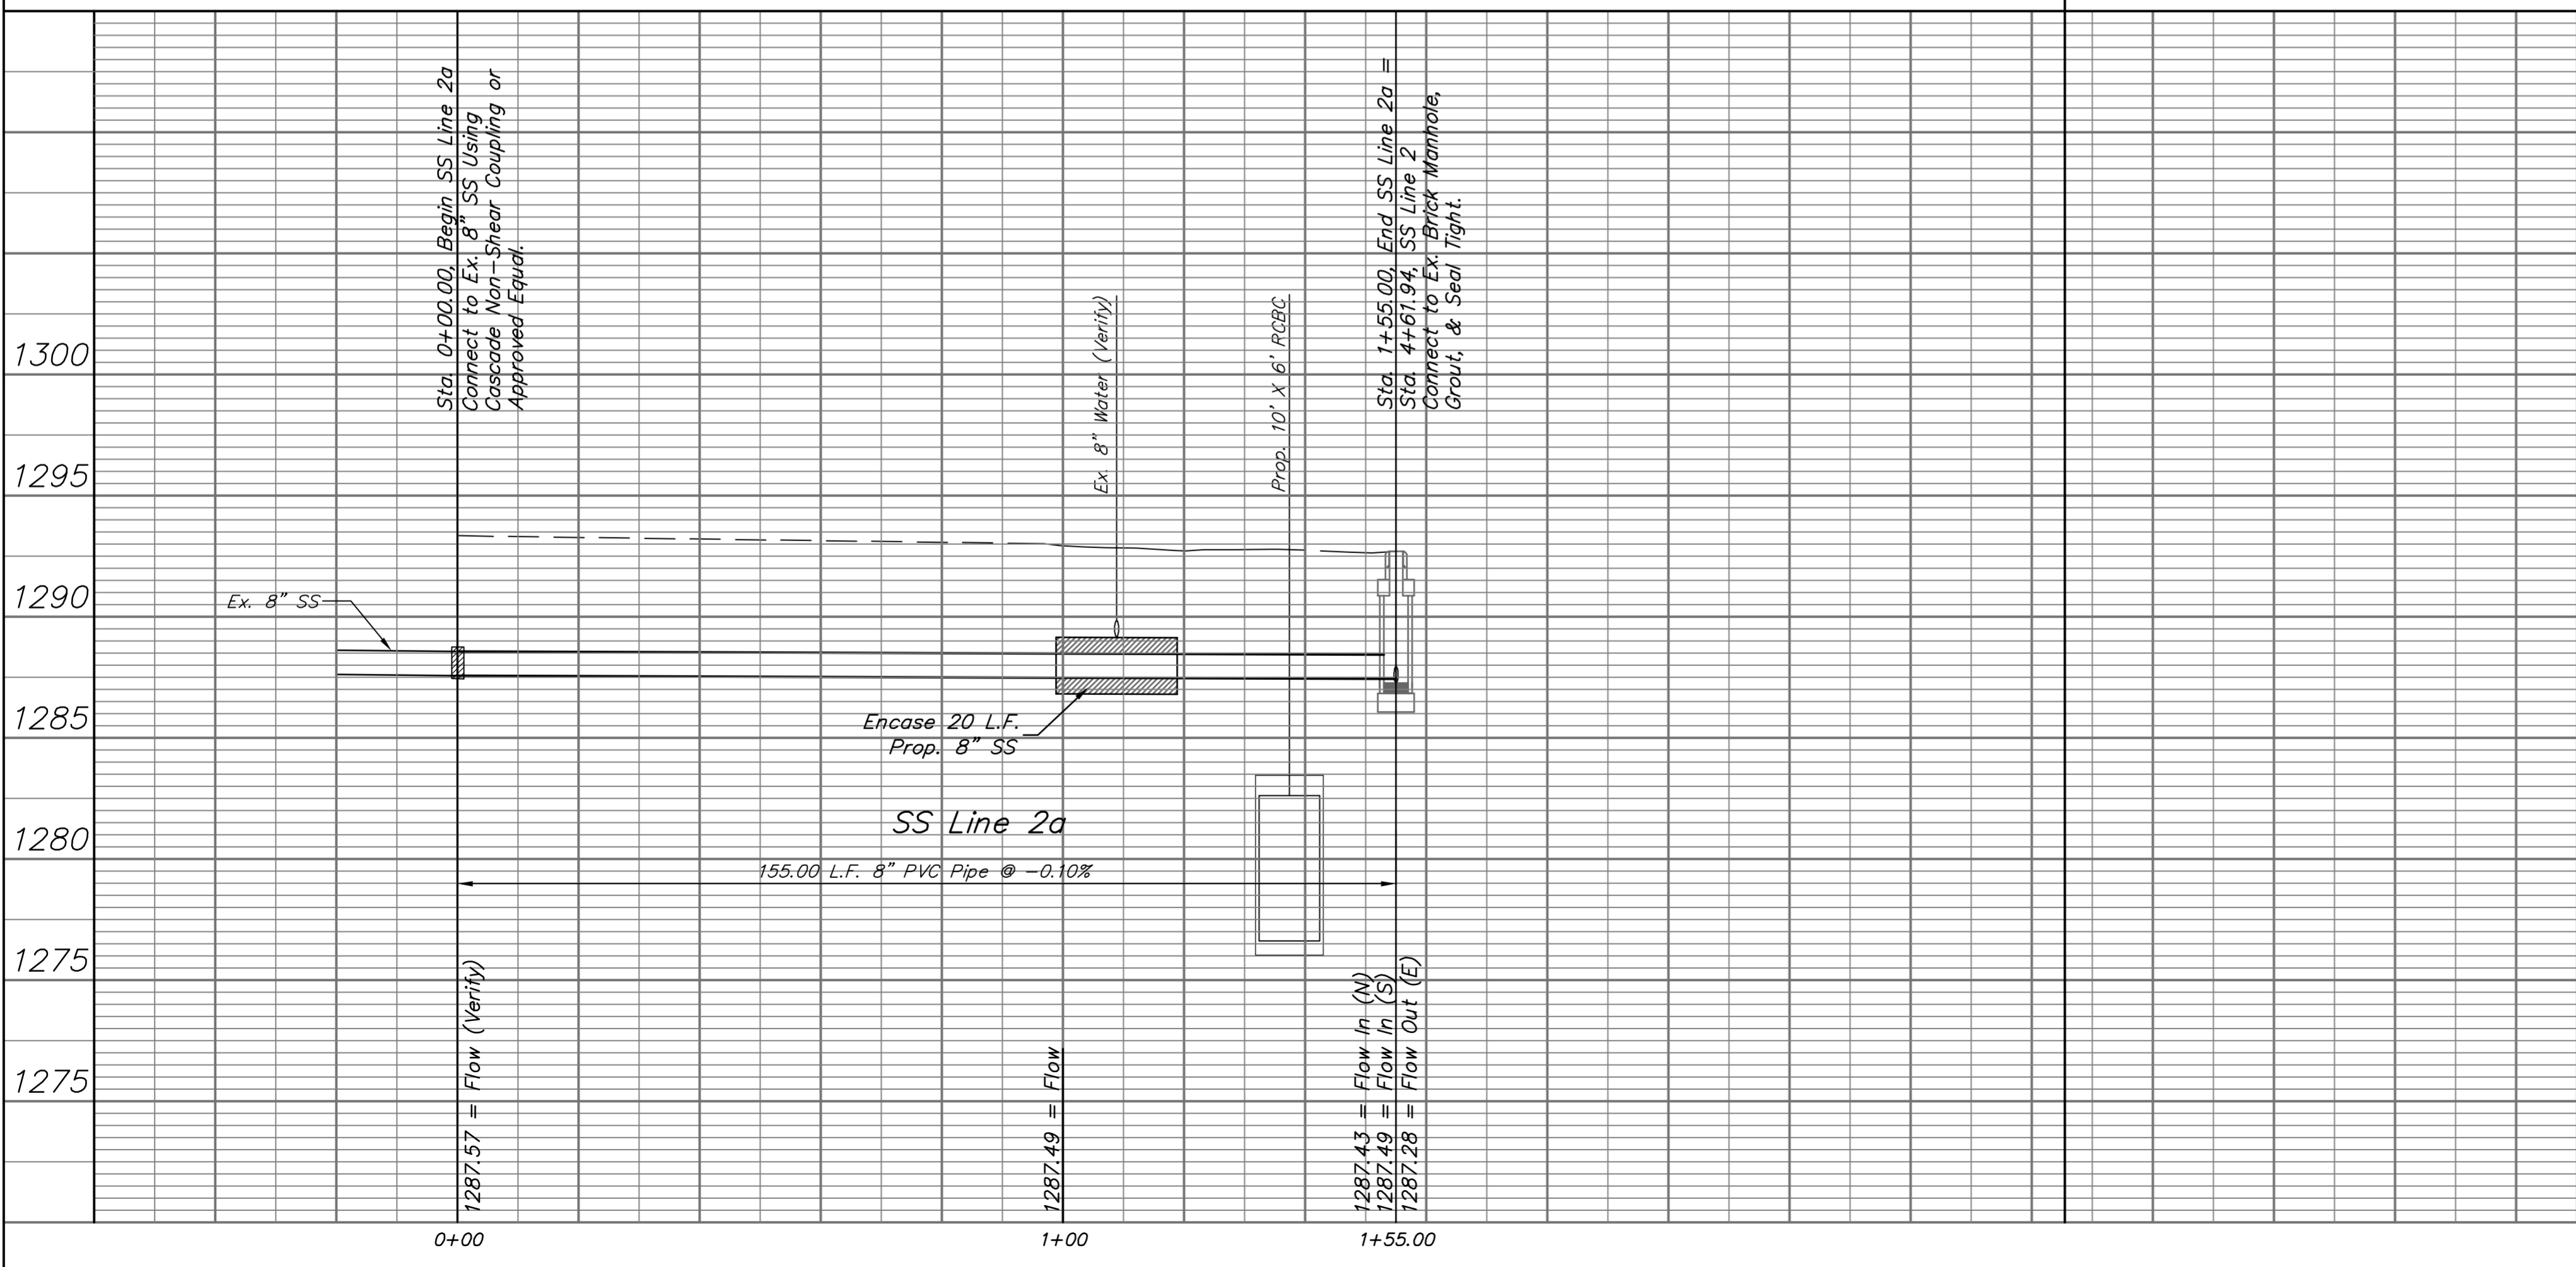 Sta. 0+00.00, Begin SS Line 2a
Connect to Ex. 8" SS Using
Cascade Non-Shear Coupling or
Approved Equal.
Sta. 1+55.00, End SS Line 2a =
Sta. 4+61.94, SS Line 2
Connect to Ex. Brick Manhole,
Grout, & Seal Tight.
Ex. 8" Water (Verify)
Prop. 10' X 6' RCBC
1300
1295
1290
1285
1280
1275
1275
Ex. 8" SS
Encase 20 L.F.
Prop. 8" SS
SS Line 2a
155.00 L.F. 8" PVC Pipe @ -0.10%
1287.57 = Flow (Verify)
1287.49 = Flow
1287.43 = Flow In (N)
1287.49 = Flow In (S)
1287.28 = Flow Out (E)
0+00
1+00
1+55.00